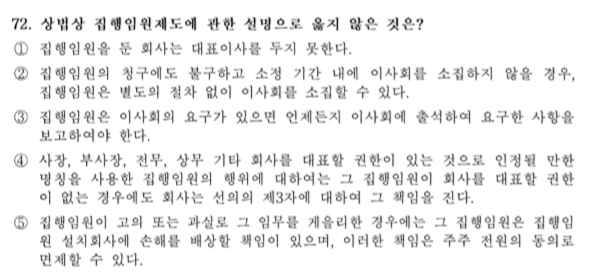 72. 상법상 집행임원제도에 관한 설명으로 옳지 않은 것은?
① 집행임원을 둔 회사는 대표이사를 두지 못한다.
② 집행임원의 청구에도 불구하고 소정 기간 내에 이사회를 소집하지 않을 경우,
집행임원은 별도의 절차 없이 이사회를 소집할 수 있다.
③ 집행임원은 이사회의 요구가 있으면 언제든지 이사회에 출석하여 요구한 사항을
보고하여야 한다.
④ 사장, 부사장, 전무, 상무 기타 회사를 대표할 권한이 있는 것으로 인정될 만한
명칭을 사용한 집행임원의 행위에 대하여는 그 집행임원이 회사를 대표할 권한
이 없는 경우에도 회사는 선의의 제3자에 대하여 그 책임을 진다.
⑤ 집행임원이 고의 또는 과실로 그 임무를 게을리한 경우에는 그 집행임원은 집행임
원 설치회사에 손해를 배상할 책임이 있으며, 이러한 책임은 주주 전원의 동의로
면제할 수 있다.